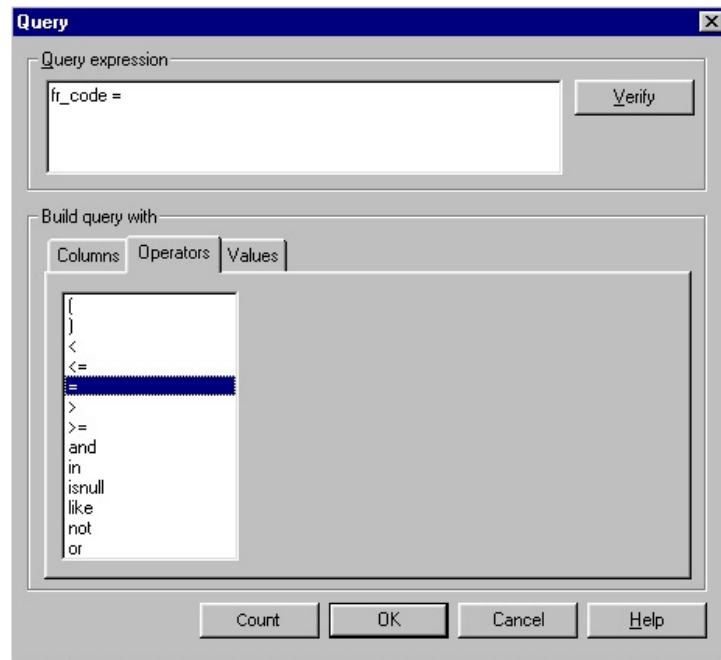 Query
Query expression
fr_code =
Verify
Build query with
Columns Operators Values
(
)
<
<=
=
>
>=
and
in
isnull
like
not
or
Count OK Cancel Help